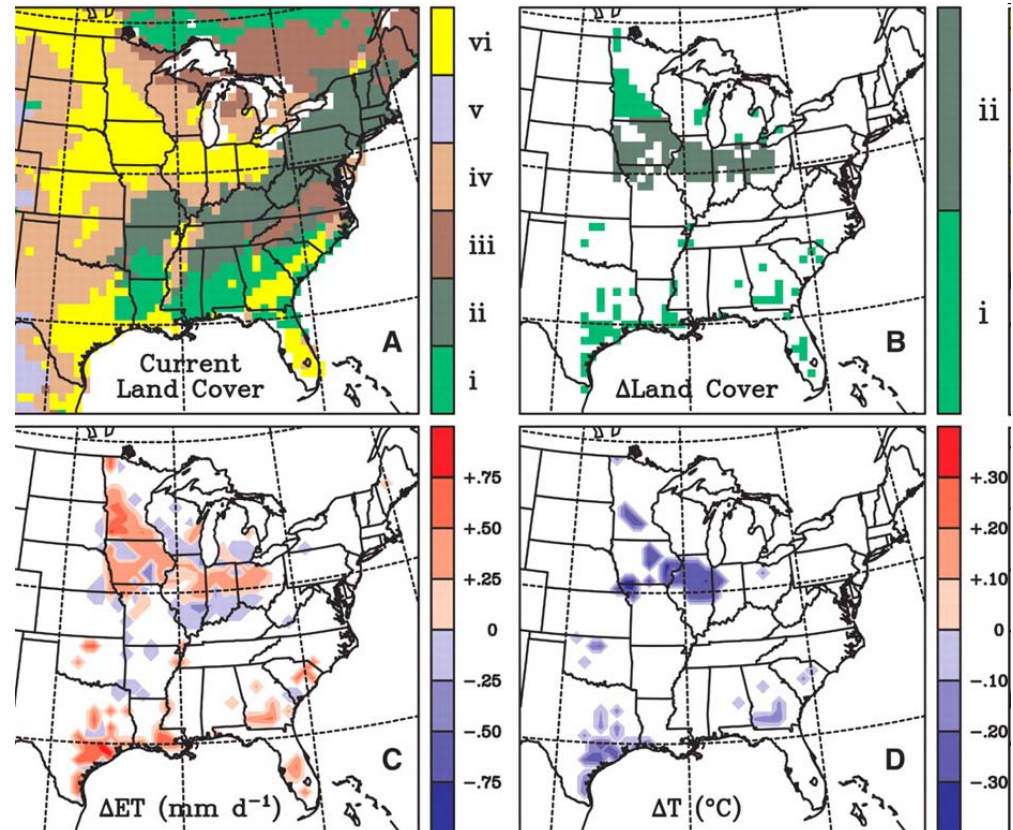 A
Current
Land Cover
vi
v
iv
iii
ii
i
B
ΔLand Cover
ii
i
C
ΔET (mm d⁻¹)
+.75
+.50
+.25
0
-.25
-.50
-.75
D
ΔT (°C)
+.30
+.20
+.10
0
-.10
-.20
-.30